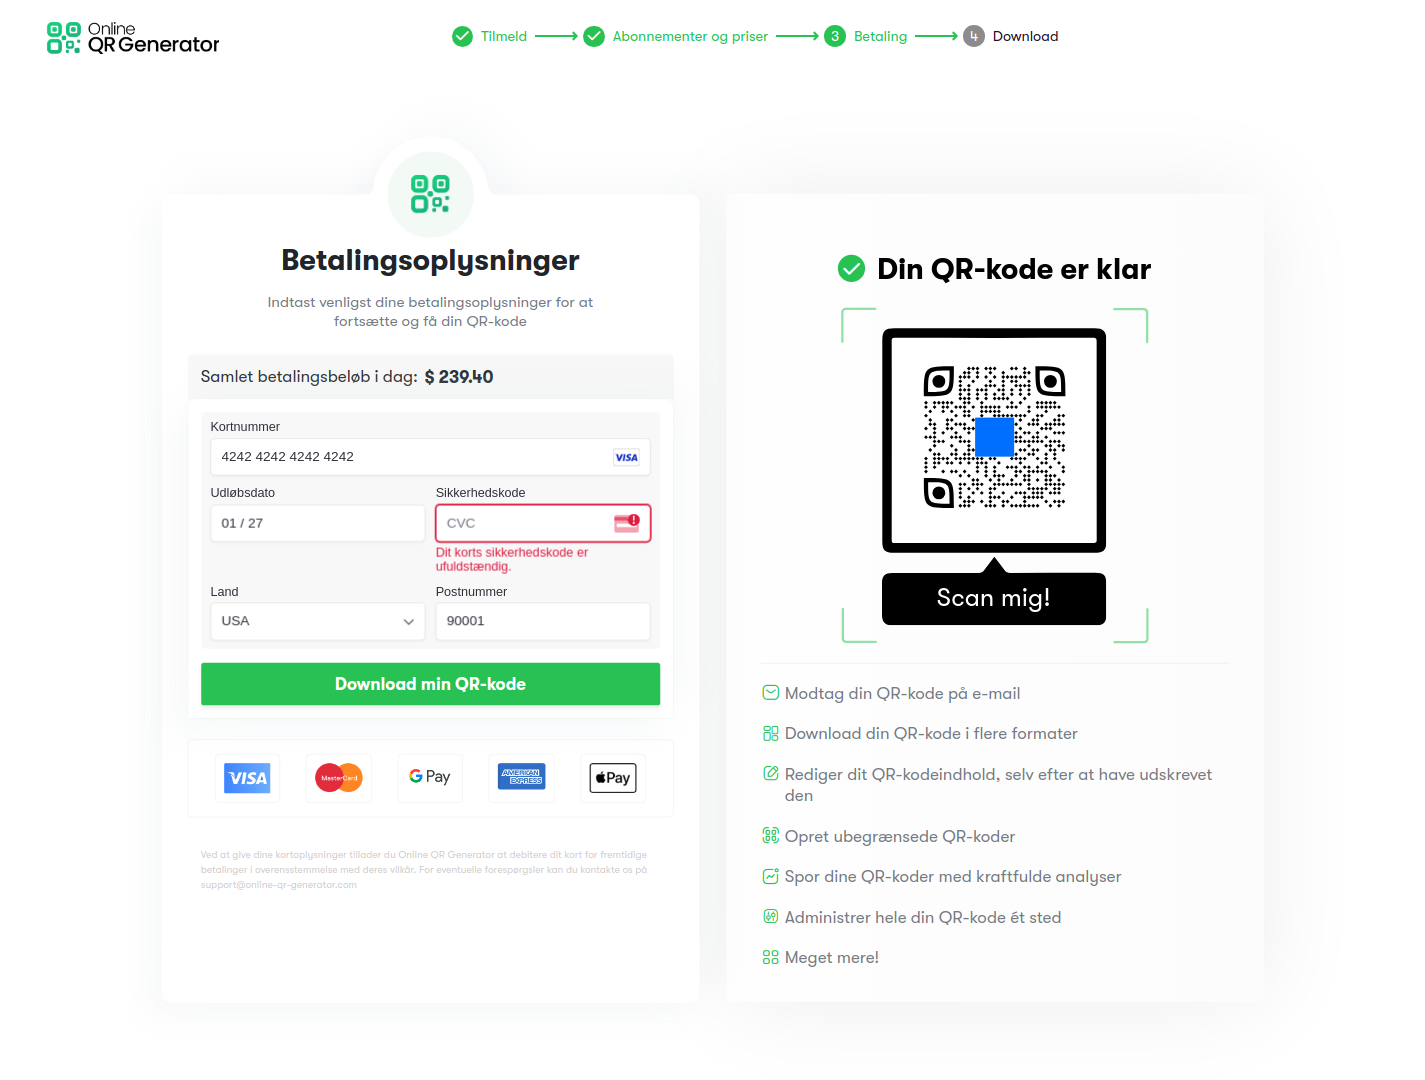 Online
QR Generator
Tilmeld
Abonnementer og priser
3 Betaling
4 Download
Betalingsoplysninger
Indtast venligst dine betalingsoplysninger for at
fortsætte og få din QR-kode
Samlet betalingsbeløb i dag: $ 239.40
Kortnummer
4242 4242 4242 4242
VISA
Udløbsdato
Sikkerhedskode
01 / 27
CVC
Dit korts sikkerhedskode er
ufuldstændig.
Land
Postnummer
USA
90001
Download min QR-kode
VISA
MasterCard
G Pay
AMERICAN
EXPRESS
Pay
Ved at give dine kortoplysninger tillader du Online QR Generator at debitere dit kort for fremtidige
betalinger i overensstemmelse med deres vilkår. For eventuelle forespørgsler kan du kontakte os på
support@online-qr-generator.com
Din QR-kode er klar
Scan mig!
Modtag din QR-kode på e-mail
Download din QR-kode i flere formater
Rediger dit QR-kodeindhold, selv efter at have udskrevet
den
Opret ubegrænsede QR-koder
Spor dine QR-koder med kraftfulde analyser
Administrer hele din QR-kode ét sted
Meget mere!